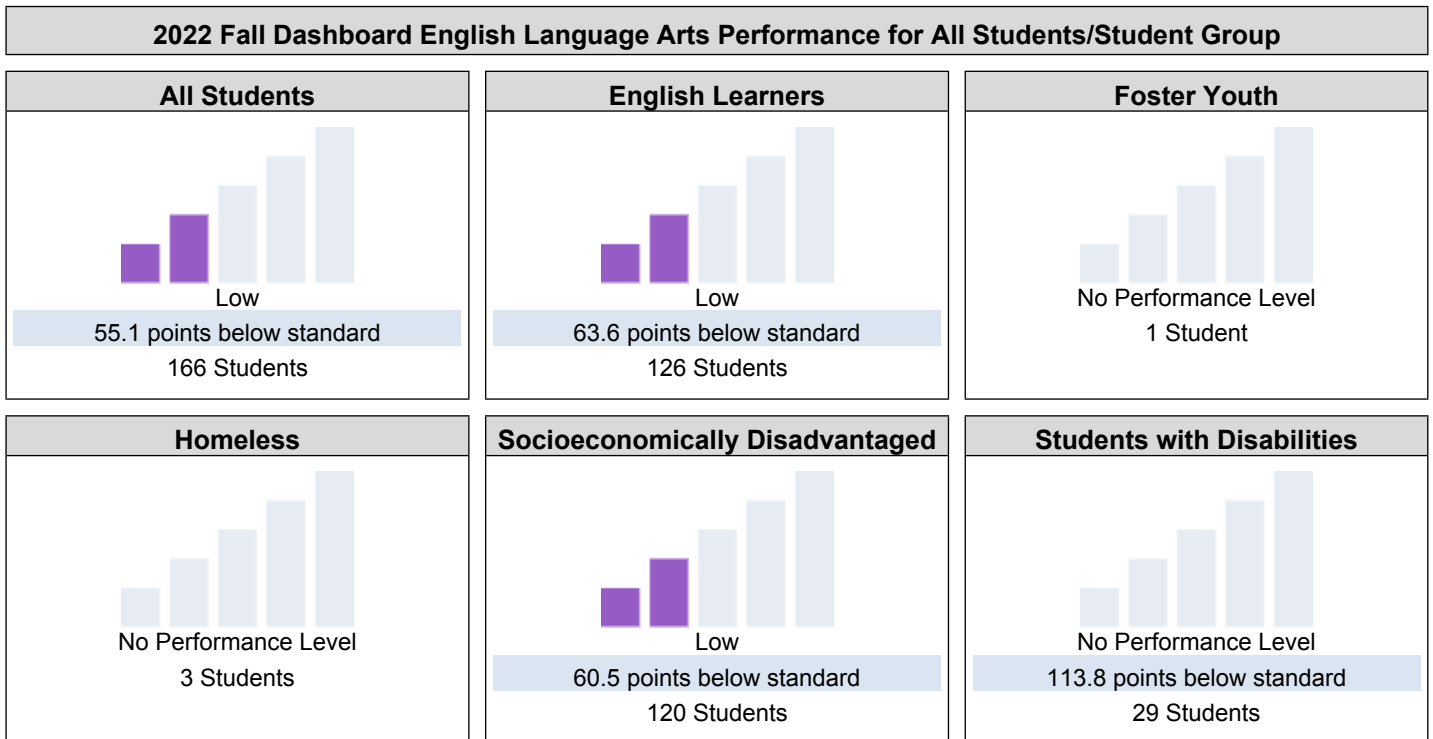 2022 Fall Dashboard English Language Arts Performance for All Students/Student Group
All Students
Low
55.1 points below standard
166 Students
English Learners
Low
63.6 points below standard
126 Students
Foster Youth
No Performance Level
1 Student
Homeless
No Performance Level
3 Students
Socioeconomically Disadvantaged
Low
60.5 points below standard
120 Students
Students with Disabilities
No Performance Level
113.8 points below standard
29 Students